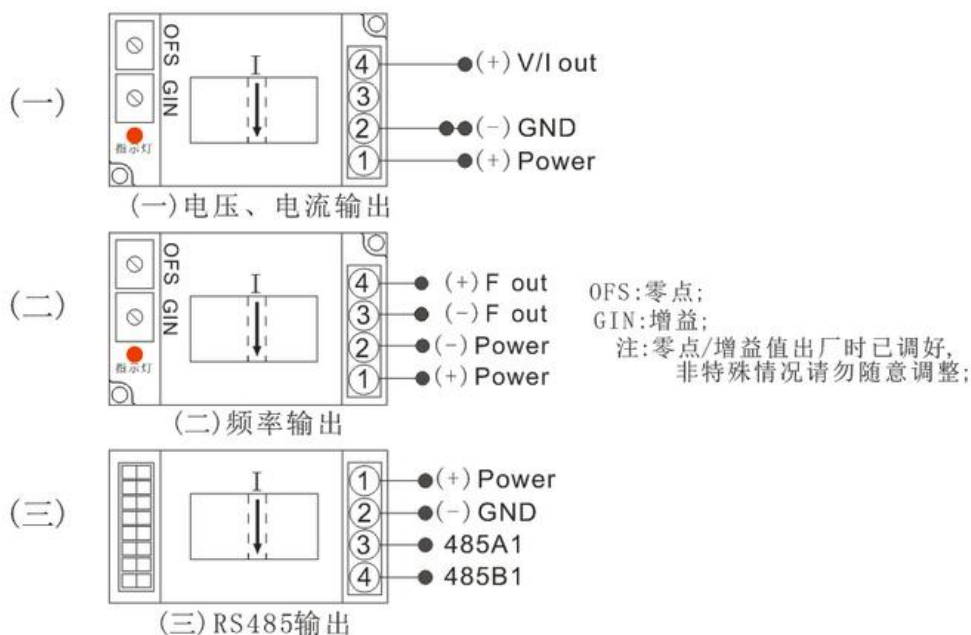 (一)
OFS
GIN
指示灯
I
4
3
2
1
(+) V/I out
(-) GND
(+) Power
(一)电压、电流输出
(二)
OFS
GIN
指示灯
I
4
3
2
1
(+) F out
(-) F out
(-) Power
(+) Power
(二)频率输出
OFS:零点;
GIN:增益;
注:零点/增益值出厂时已调好,
非特殊情况请勿随意调整;
(三)
I
1
2
3
4
(+) Power
(-) GND
485A1
485B1
(三)RS485输出